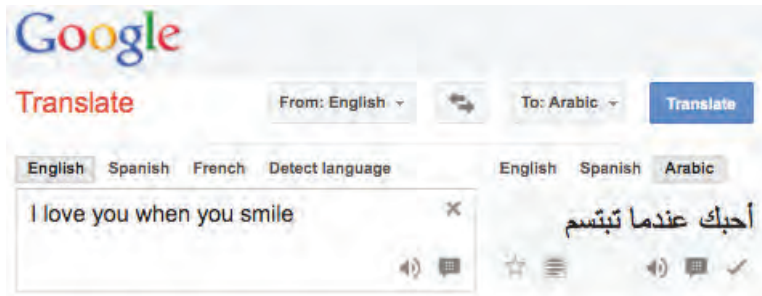 Google
Translate From: English To: Arabic Translate
English Spanish French Detect language English Spanish Arabic
I love you when you smile أحبك عندما تبتسم